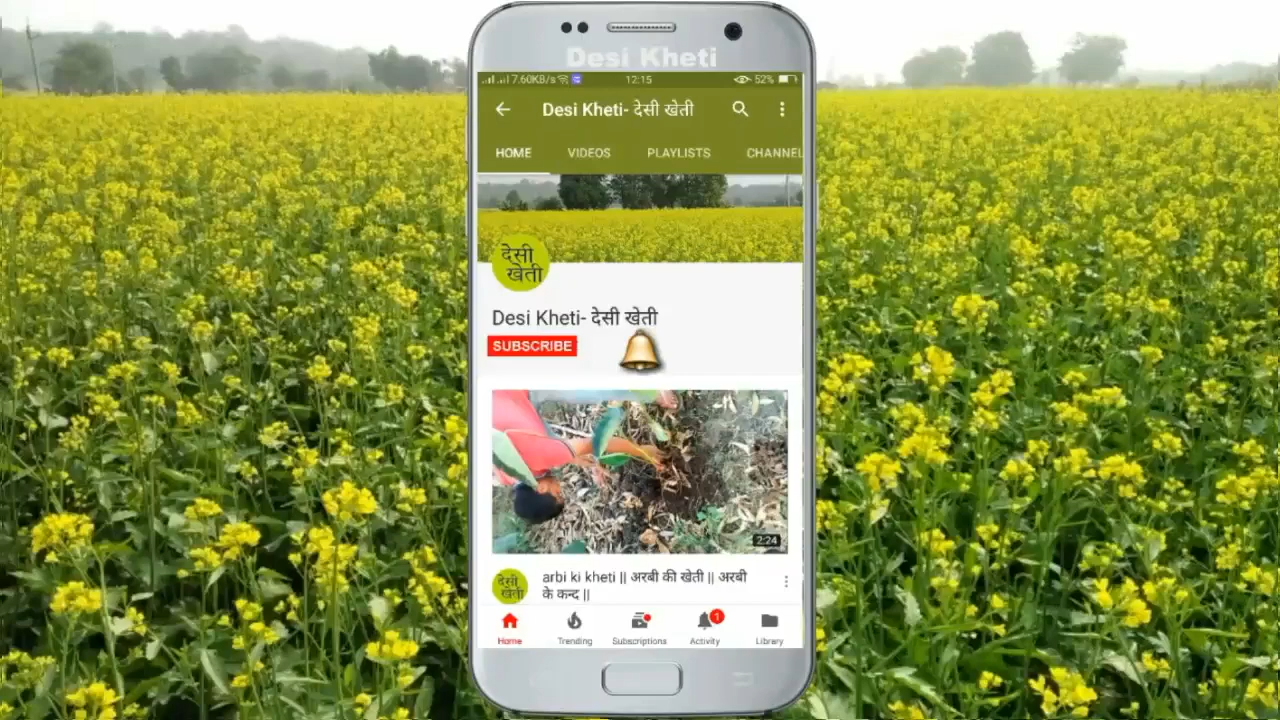 Desi Kheti
7.60KB/s 12:15 52%
Desi Kheti- देसी खेती
HOME VIDEOS PLAYLISTS CHANNEL
देसी
खेती
Desi Kheti- देसी खेती
SUBSCRIBE
2:24
देसी
खेती
arbi ki kheti || अरबी की खेती || अरबी
के कन्द ||
1
Home Trending Subscriptions Activity Library